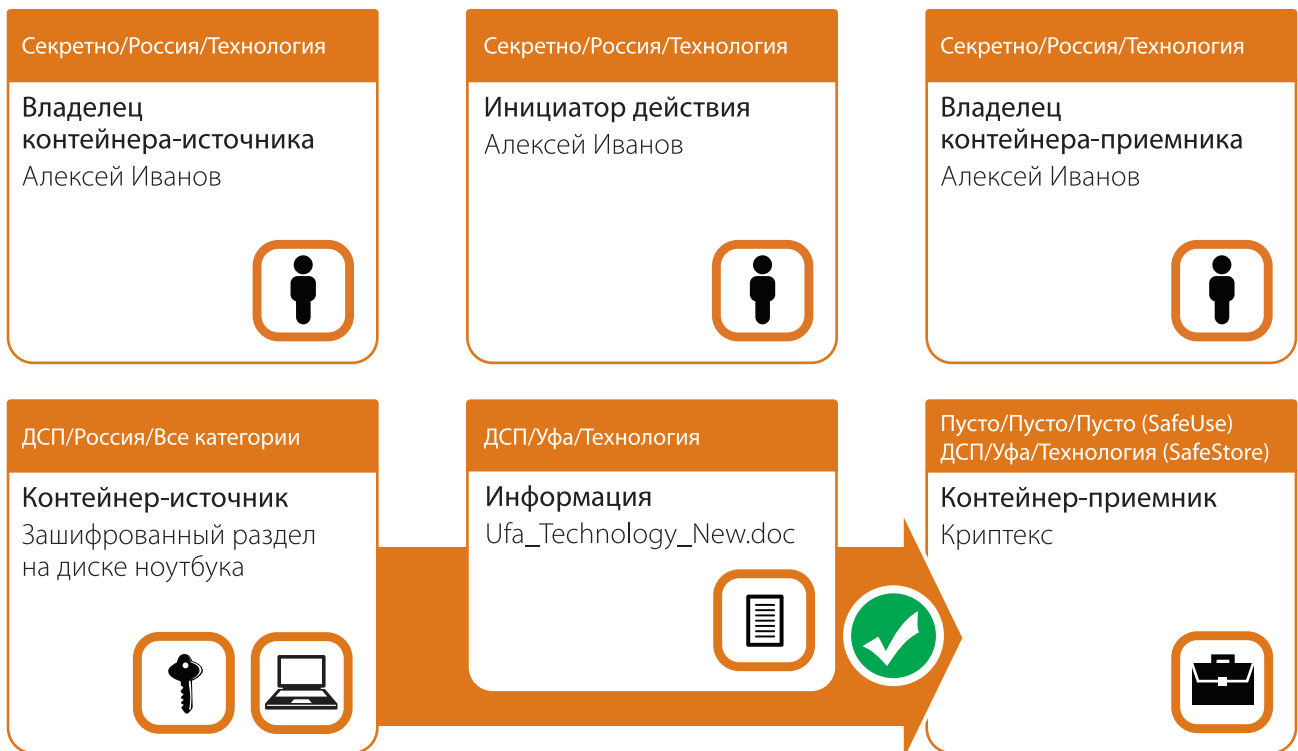 Секретно/Россия/Технология
Владелец
контейнера-источника
Алексей Иванов
Секретно/Россия/Технология
Инициатор действия
Алексей Иванов
Секретно/Россия/Технология
Владелец
контейнера-приемника
Алексей Иванов
ДСП/Россия/Все категории
Контейнер-источник
Зашифрованный раздел
на диске ноутбука
ДСП/Уфа/Технология
Информация
Ufa_Technology_New.doc
Пусто/Пусто/Пусто (SafeUse)
ДСП/Уфа/Технология (SafeStore)
Контейнер-приемник
Криптекс